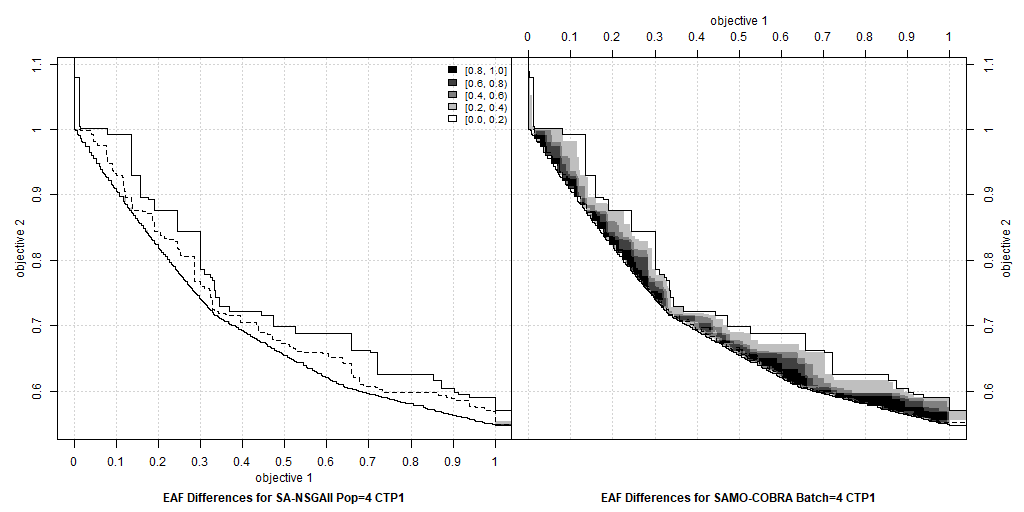 objective 1
0 0.1 0.2 0.3 0.4 0.5 0.6 0.7 0.8 0.9 1
1.1
1
0.9
0.8
0.7
0.6
objective 2
[0.8, 1.0]
[0.6, 0.8)
[0.4, 0.6)
[0.2, 0.4)
[0.0, 0.2)
1.1
1
0.9
0.8
0.7
0.6
objective 2
0 0.1 0.2 0.3 0.4 0.5 0.6 0.7 0.8 0.9 1
objective 1
EAF Differences for SA-NSGAII Pop=4 CTP1
EAF Differences for SAMO-COBRA Batch=4 CTP1